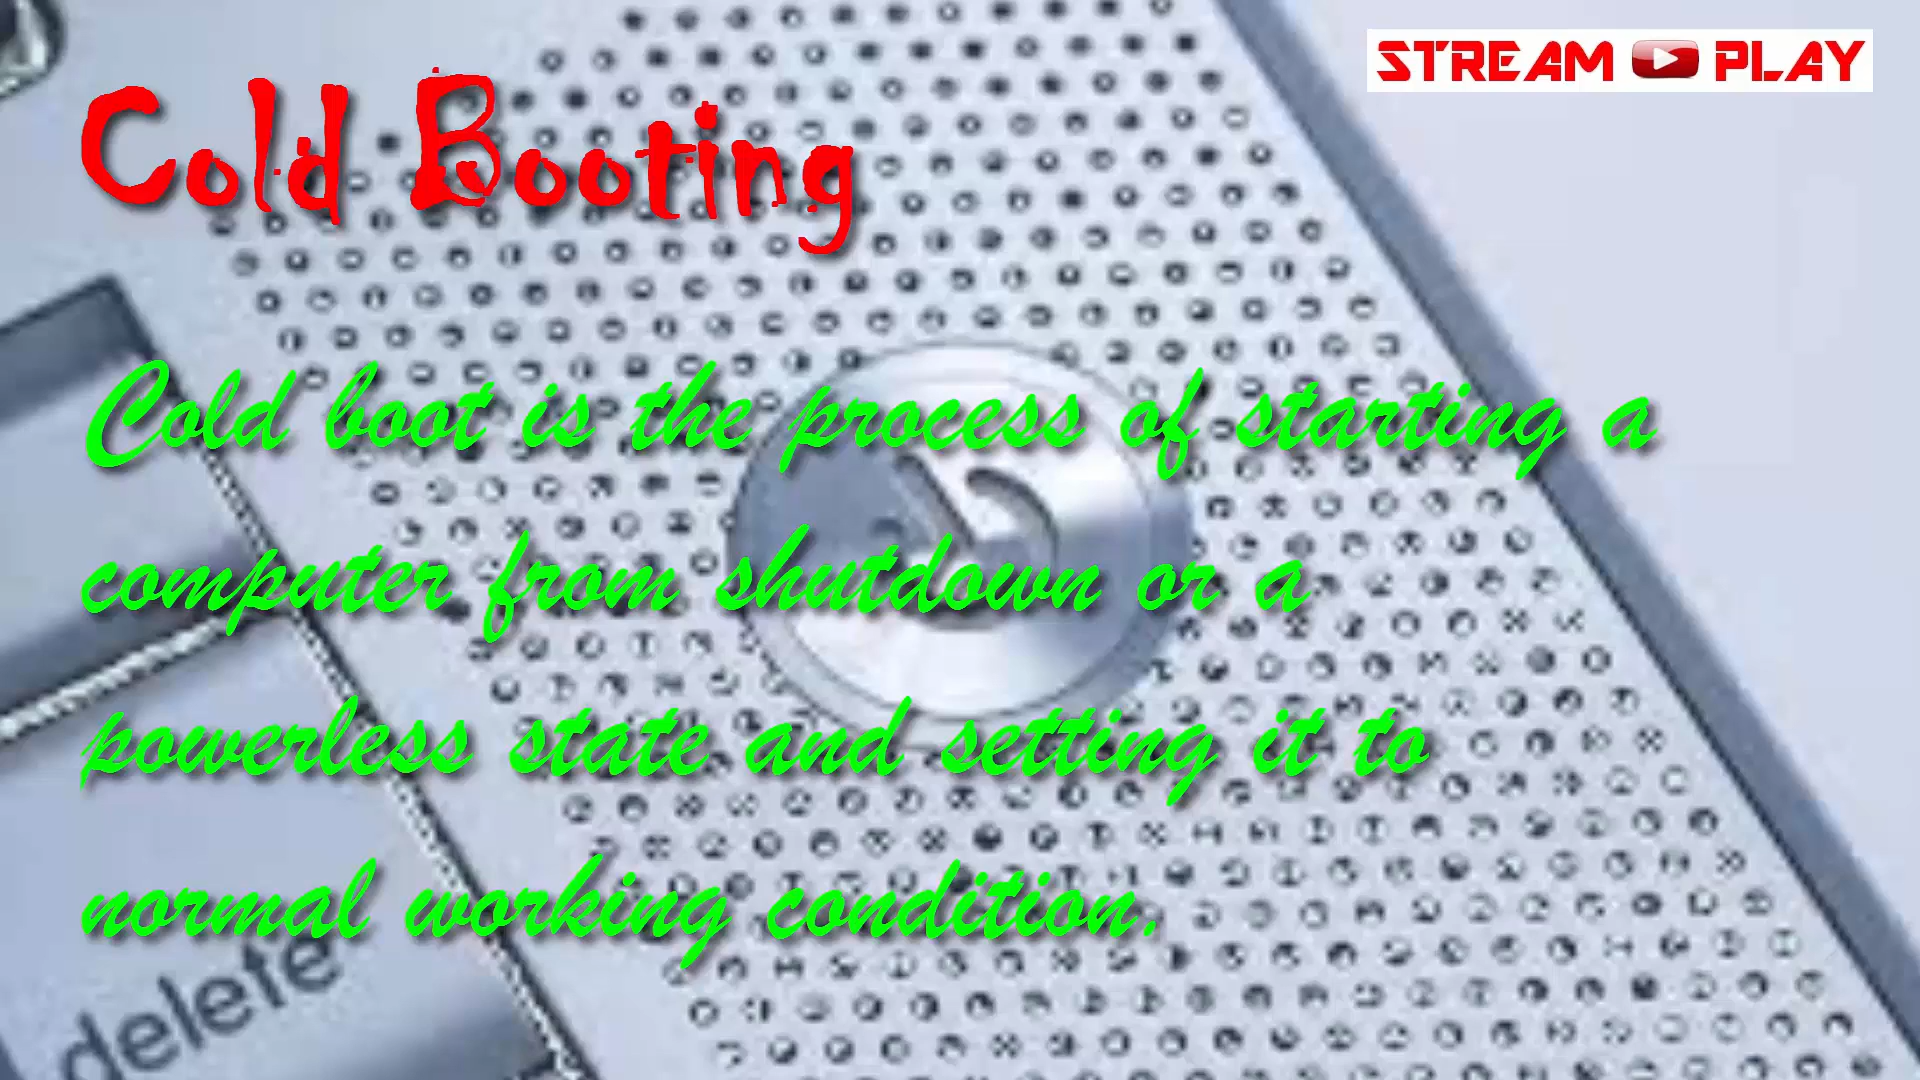 STREAM PLAY
Cold Booting
Cold boot is the process of starting a
computer from shutdown or a
powerless state and setting it to
normal working condition.
delete